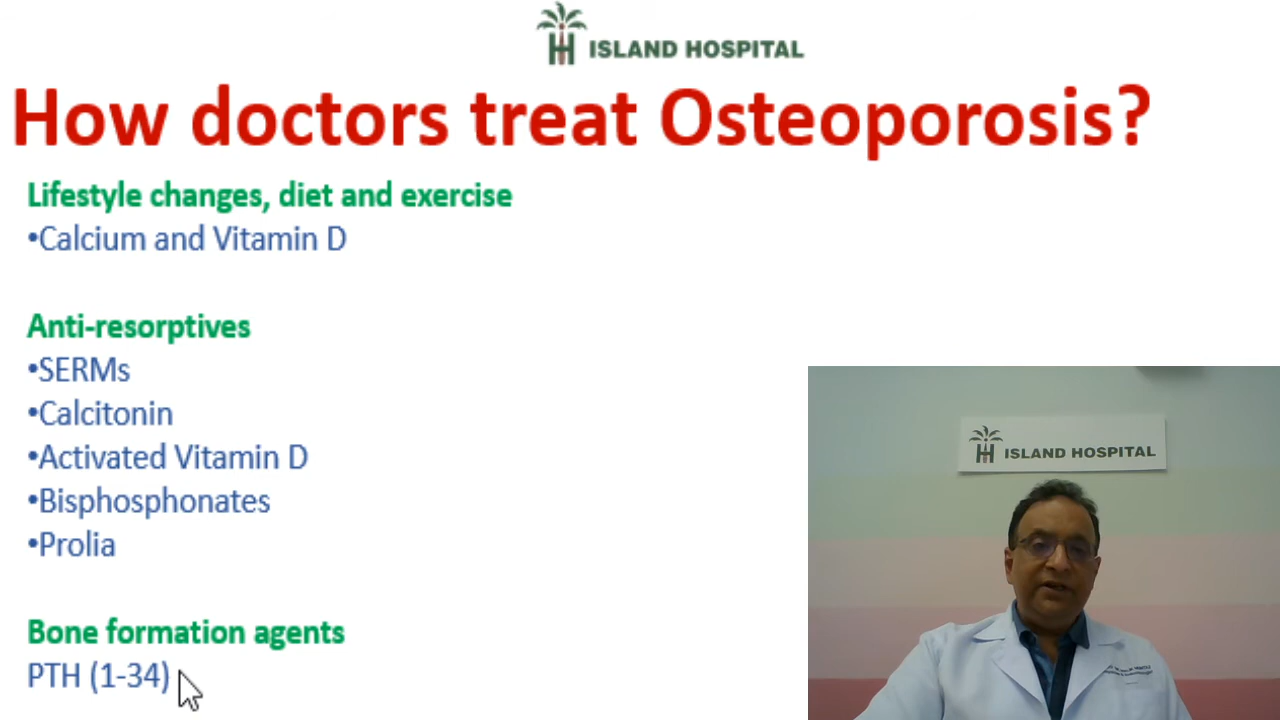 ISLAND HOSPITAL
How doctors treat Osteoporosis?
Lifestyle changes, diet and exercise
•Calcium and Vitamin D
Anti-resorptives
•SERMs
•Calcitonin
•Activated Vitamin D
•Bisphosphonates
•Prolia
Bone formation agents
PTH (1-34)
ISLAND HOSPITAL